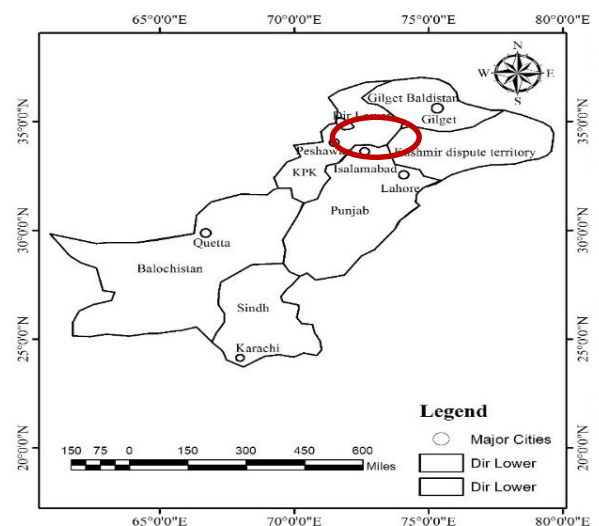 65°0'0"E 70°0'0"E 75°0'0"E 80°0'0"E
N
W E
S
35°0'0"N
30°0'0"N
25°0'0"N
20°0'0"N
35°0'0"N
30°0'0"N
25°0'0"N
20°0'0"N
Gilget Baldistan
Gilget
Dir Lower
Kashmir dispute territory
KPK
Isalamabad
Lahore
Punjab
Quetta
Balochistan
Sindh
Karachi
Legend
Major Cities
Dir Lower
Dir Lower
150 75 0 150 300 450 600
Miles
65°0'0"E 70°0'0"E 75°0'0"E 80°0'0"E